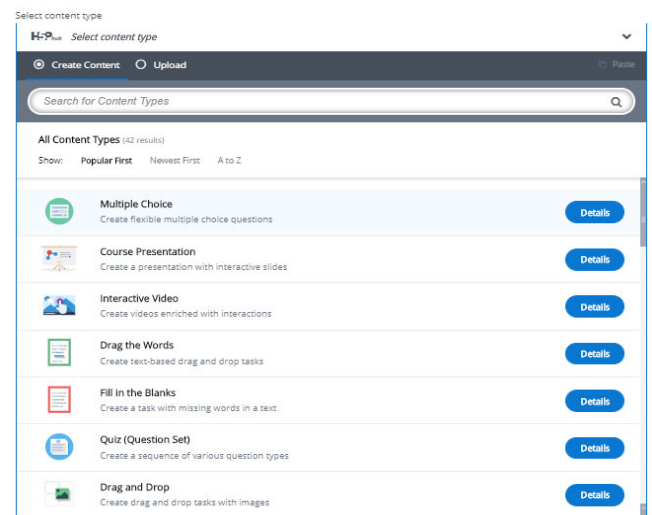 Select content type
H5Phub Select content type
Create Content Upload Paste
Search for Content Types
All Content Types (42 results)
Show: Popular First Newest First A to Z
Multiple Choice
Create flexible multiple choice questions
Details
Course Presentation
Create a presentation with interactive slides
Details
Interactive Video
Create videos enriched with interactions
Details
Drag the Words
Create text-based drag and drop tasks
Details
Fill in the Blanks
Create a task with missing words in a text
Details
Quiz (Question Set)
Create a sequence of various question types
Details
Drag and Drop
Create drag and drop tasks with images
Details